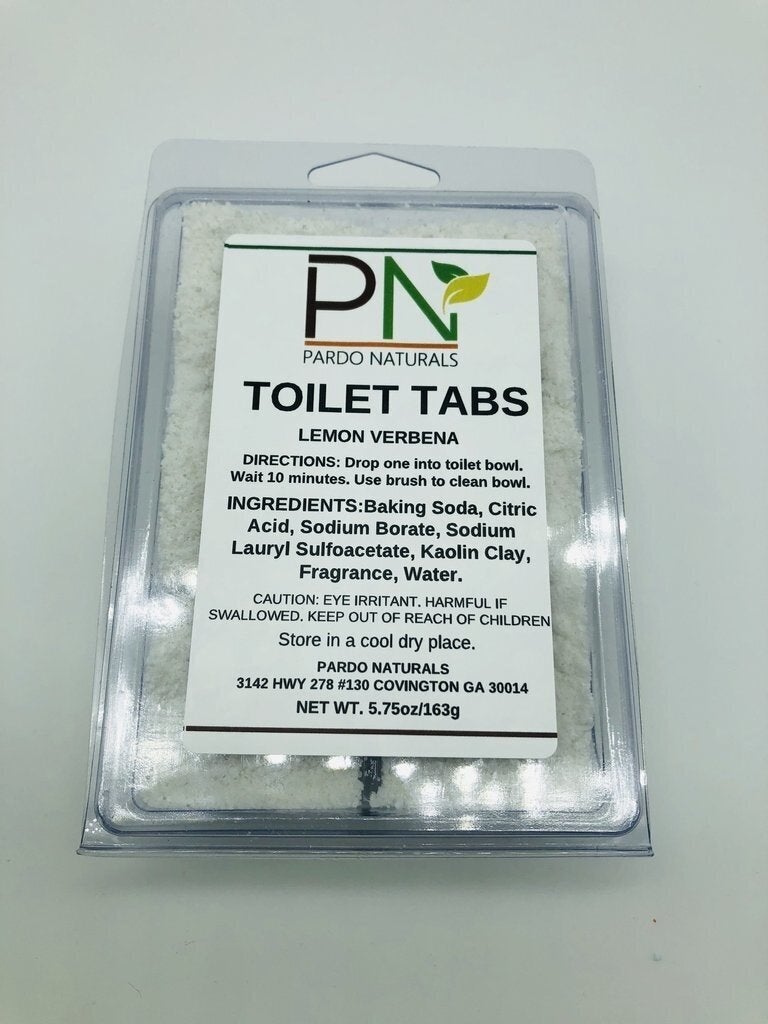 PN
PARDO NATURALS
TOILET TABS
LEMON VERBENA
DIRECTIONS: Drop one into toilet bowl.
Wait 10 minutes. Use brush to clean bowl.
INGREDIENTS:Baking Soda, Citric
Acid, Sodium Borate, Sodium
Lauryl Sulfoacetate, Kaolin Clay,
Fragrance, Water.
CAUTION: EYE IRRITANT. HARMFUL IF
SWALLOWED. KEEP OUT OF REACH OF CHILDREN
Store in a cool dry place.
PARDO NATURALS
3142 HWY 278 #130 COVINGTON GA 30014
NET WT. 5.75oz/163g